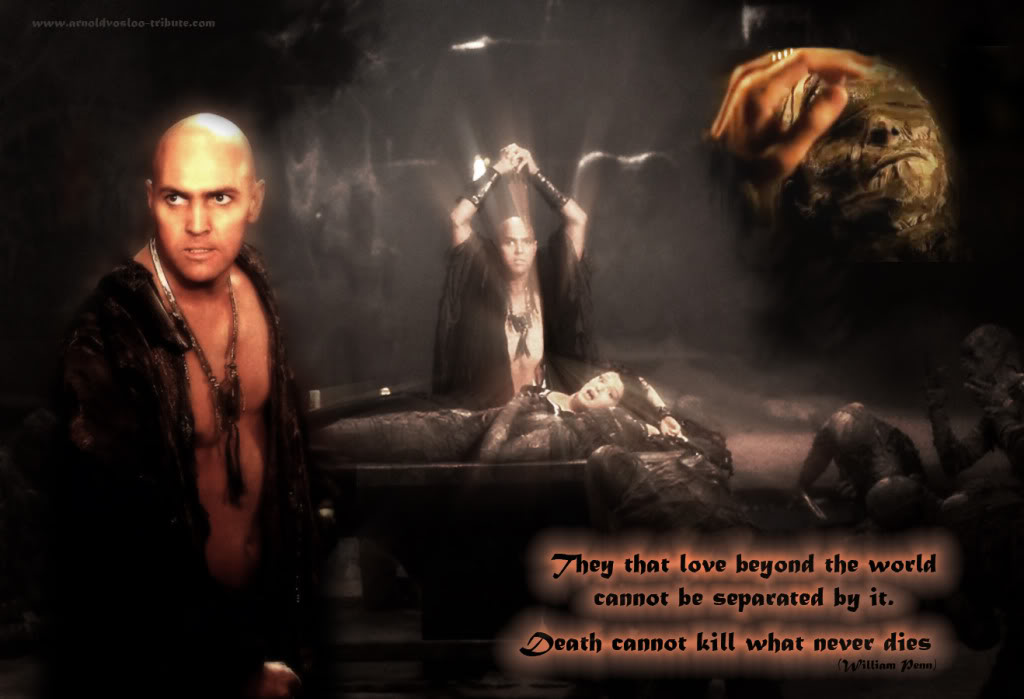 www.arnoldvosloo-tribute.com
They that love beyond the world
cannot be separated by it.
Death cannot kill what never dies
(William Penn)